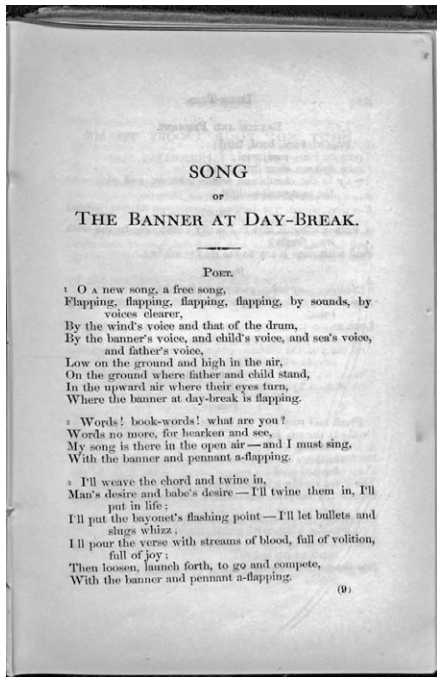 SONG
OF
THE BANNER AT DAY-BREAK.
POET.
1 O A new song, a free song,
Flapping, flapping, flapping, flapping, by sounds, by
voices clearer,
By the wind's voice and that of the drum,
By the banner's voice, and child's voice, and sea's voice,
and father's voice,
Low on the ground and high in the air,
On the ground where father and child stand,
In the upward air where their eyes turn,
Where the banner at day-break is flapping.
2 Words! book-words! what are you?
Words no more, for hearken and see,
My song is there in the open air — and I must sing,
With the banner and pennant a-flapping.
3 I'll weave the chord and twine in,
Man's desire and babe's desire — I'll twine them in, I'll
put in life;
I'll put the bayonet's flashing point — I'll let bullets and
slugs whizz;
I'll pour the verse with streams of blood, full of volition,
full of joy;
Then loosen, launch forth, to go and compete,
With the banner and pennant a-flapping.
(9)